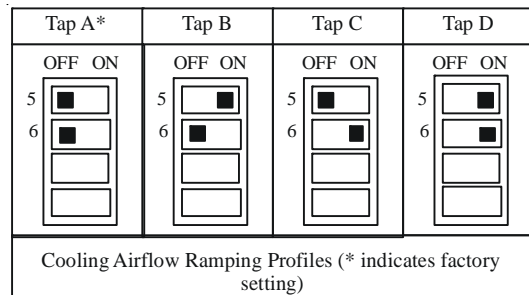 Tap A* Tap B Tap C Tap D
OFF ON OFF ON OFF ON OFF ON
5 5 5 5
6 6 6 6
Cooling Airflow Ramping Profiles (* indicates factory
setting)